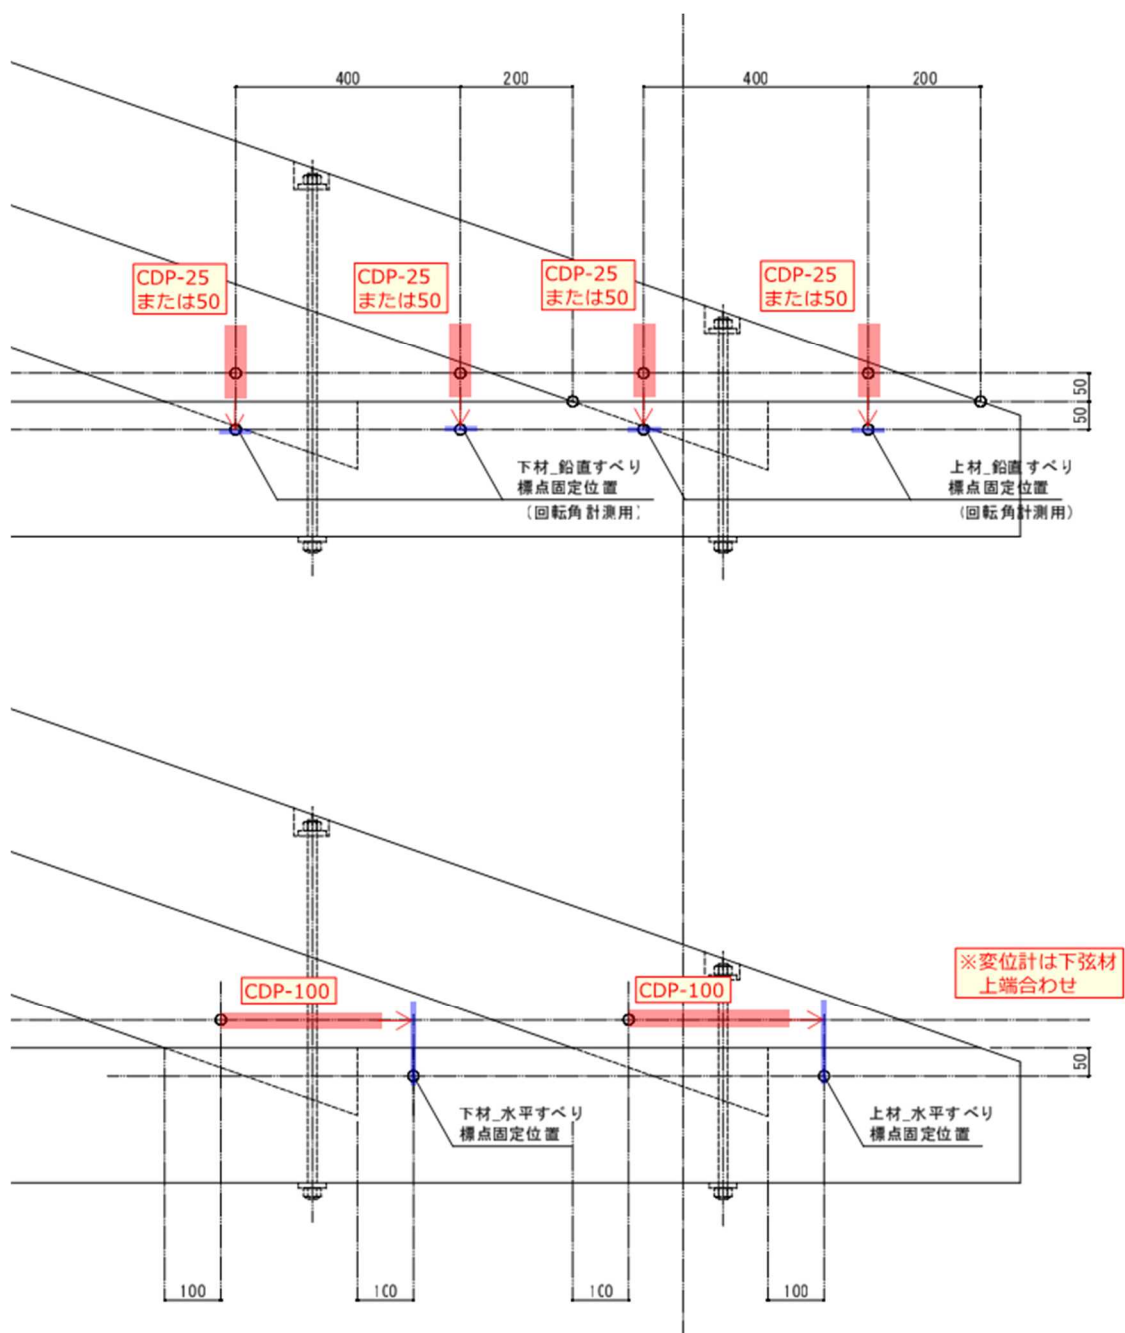 400
200
400
200
CDP-25
または50
CDP-25
または50
CDP-25
または50
CDP-25
または50
50
50
下材_鉛直すべり
標点固定位置
(回転角計測用)
上材_鉛直すべり
標点固定位置
(回転角計測用)
CDP-100
CDP-100
※変位計は下弦材
上端合わせ
50
下材_水平すべり
標点固定位置
上材_水平すべり
標点固定位置
100
100
100
100